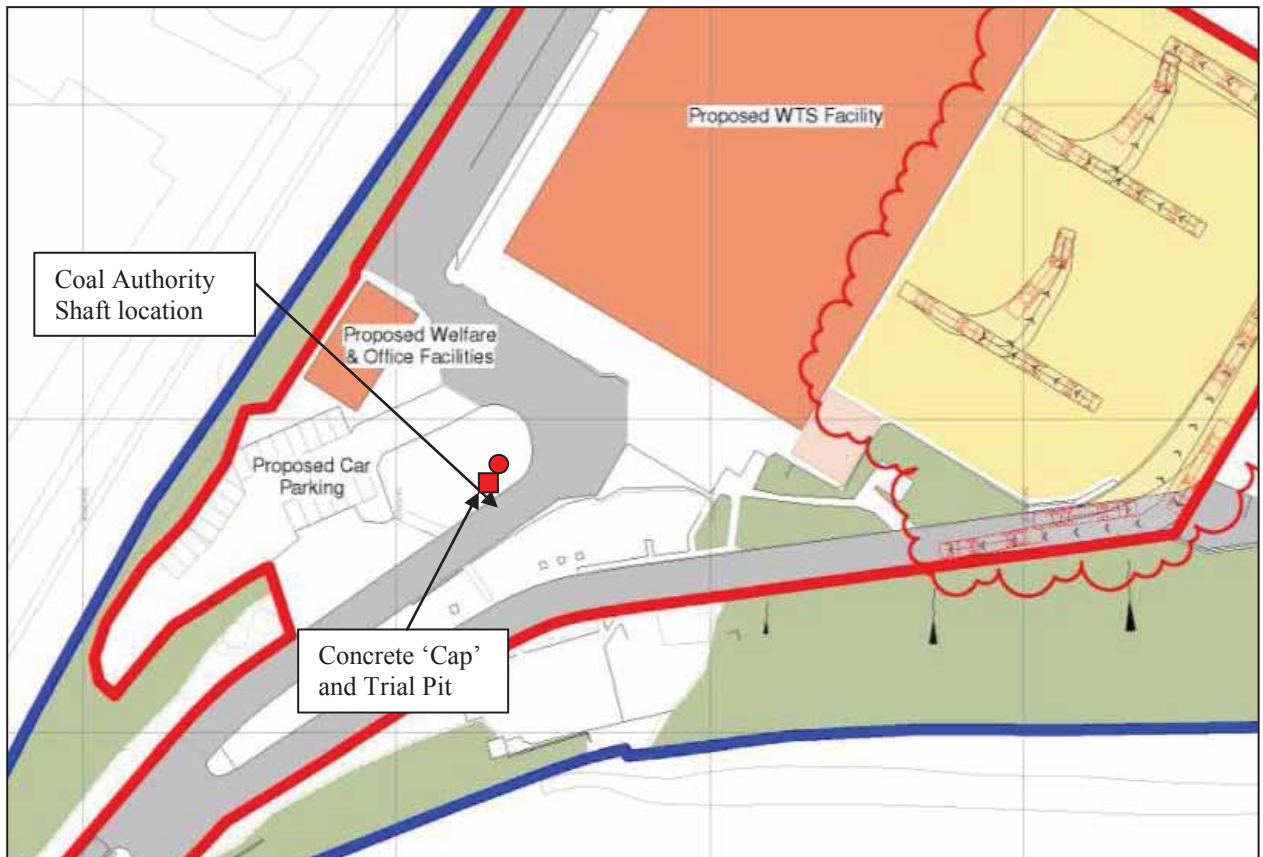 Proposed WTS Facility
Coal Authority
Shaft location
Proposed Welfare
& Office Facilities
Proposed Car
Parking
Concrete ‘Cap’
and Trial Pit